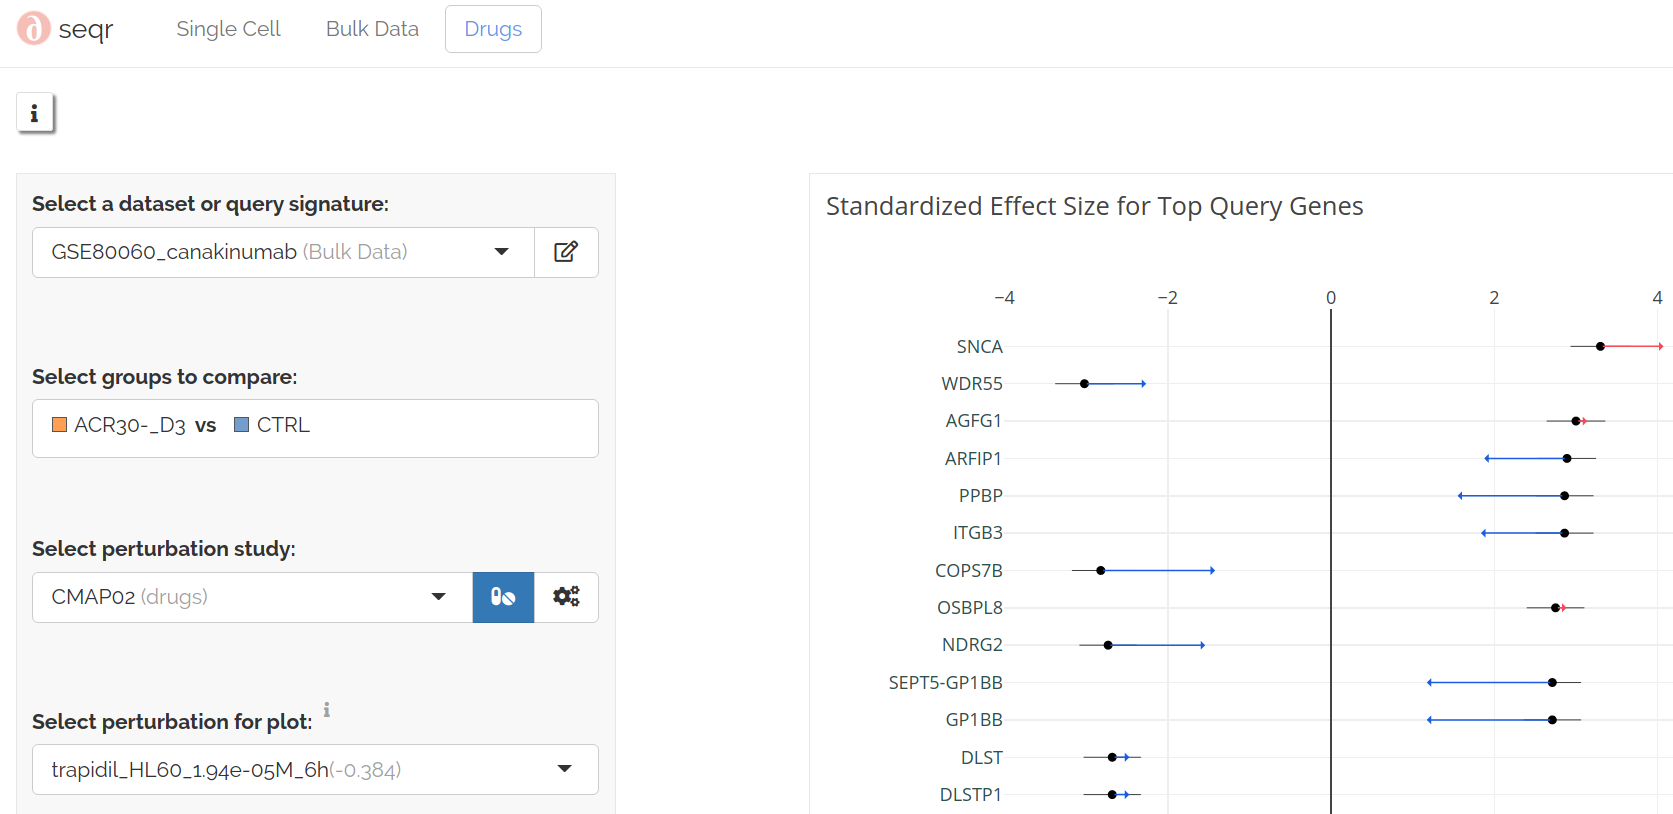 seqr Single Cell Bulk Data Drugs
i
Select a dataset or query signature:
GSE80060_canakinumab (Bulk Data)
Select groups to compare:
ACR30-_D3 vs CTRL
Select perturbation study:
CMAP02 (drugs)
Select perturbation for plot: i
trapidil_HL60_1.94e-05M_6h(-0.384)
Standardized Effect Size for Top Query Genes
−4 −2 0 2 4
SNCA
WDR55
AGFG1
ARFIP1
PPBP
ITGB3
COPS7B
OSBPL8
NDRG2
SEPT5-GP1BB
GP1BB
DLST
DLSTP1